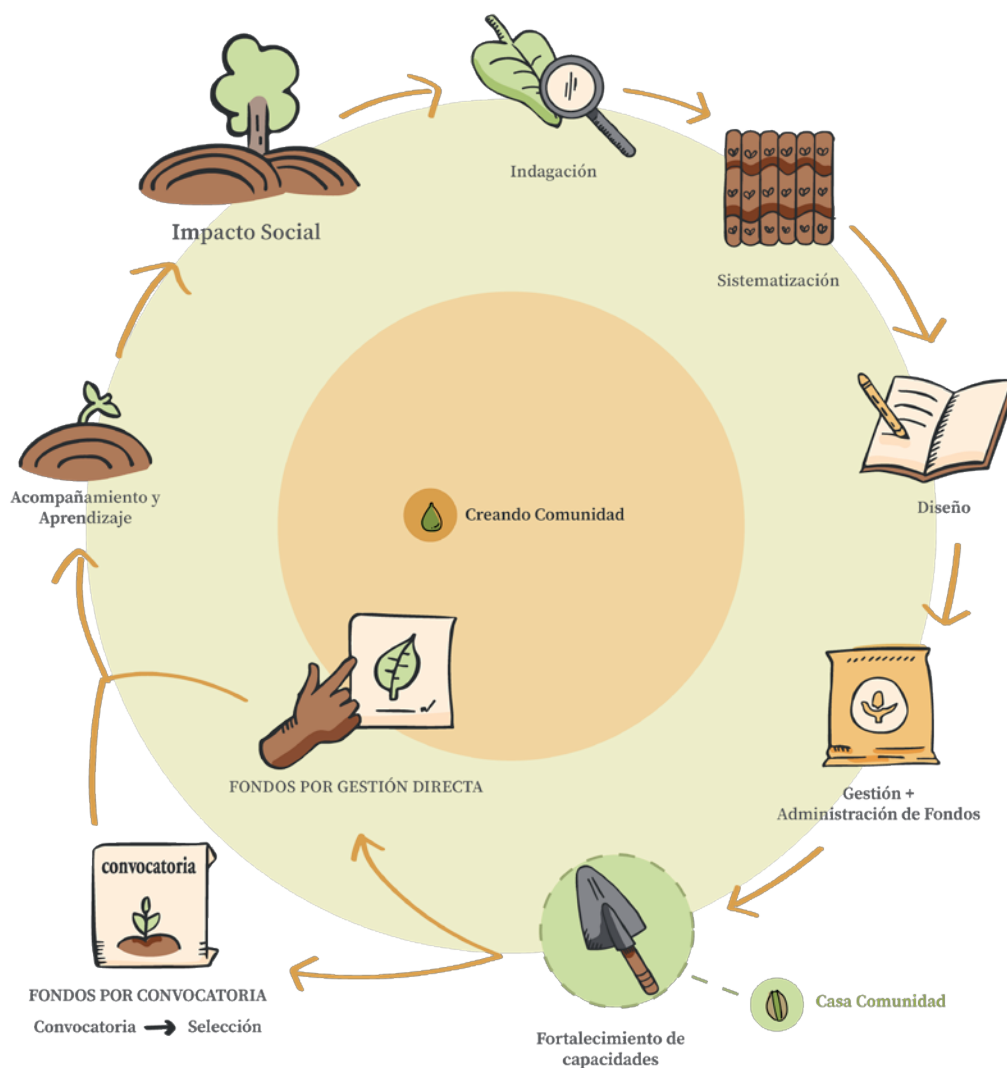 Indagación
Impacto Social
Sistematización
Acompañamiento y
Aprendizaje
Creando Comunidad
Diseño
FONDOS POR GESTIÓN DIRECTA
Gestión +
Administración de Fondos
convocatoria
FONDOS POR CONVOCATORIA
Convocatoria → Selección
Casa Comunidad
Fortalecimiento de
capacidades